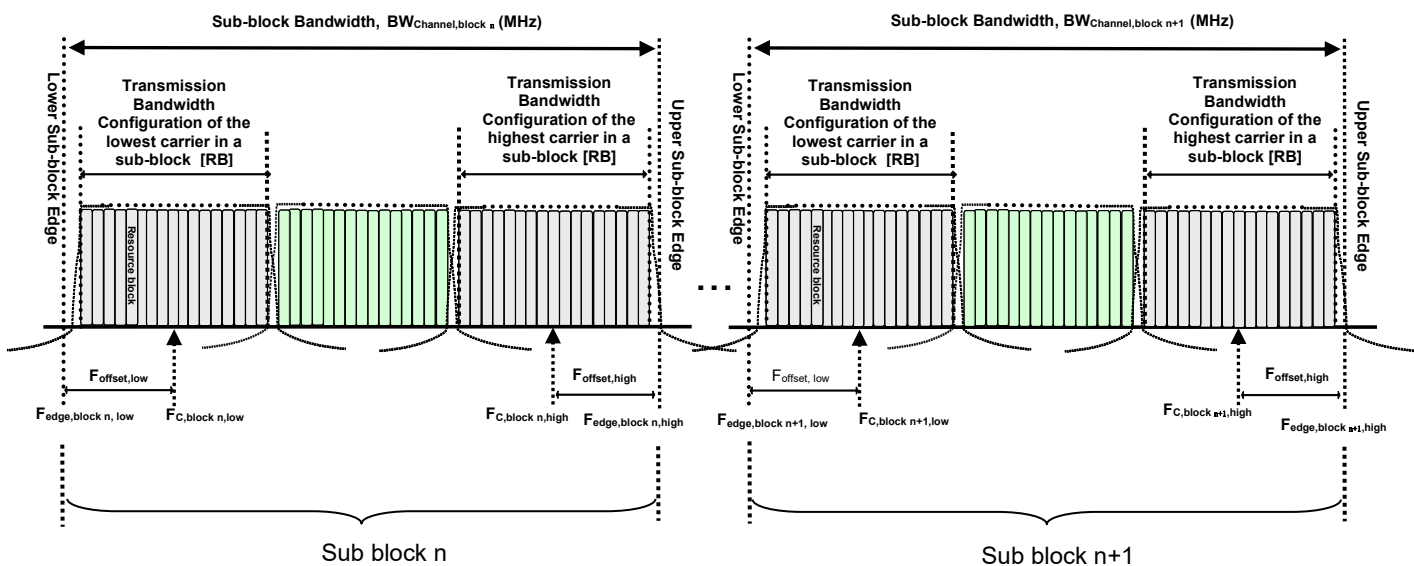 Sub-block Bandwidth, BWChannel,block n (MHz)
Sub-block Bandwidth, BWChannel,block n+1 (MHz)
Lower Sub-block Edge
Transmission
Bandwidth
Configuration of the
lowest carrier in a
sub-block [RB]
Transmission
Bandwidth
Configuration of the
highest carrier in a
sub-block [RB]
Upper Sub-block Edge
Resource block
...
Lower Sub-block Edge
Transmission
Bandwidth
Configuration of the
lowest carrier in a
sub-block [RB]
Transmission
Bandwidth
Configuration of the
highest carrier in a
sub-block [RB]
Upper Sub-block Edge
Resource block
Foffset,low
Foffset,high
Foffset, low
Foffset,high
Fedge,block n, low
FC,block n,low
FC,block n,high
Fedge,block n,high
Fedge,block n+1, low
FC,block n+1,low
FC,block n+1,high
Fedge,block n+1,high
Sub block n
Sub block n+1